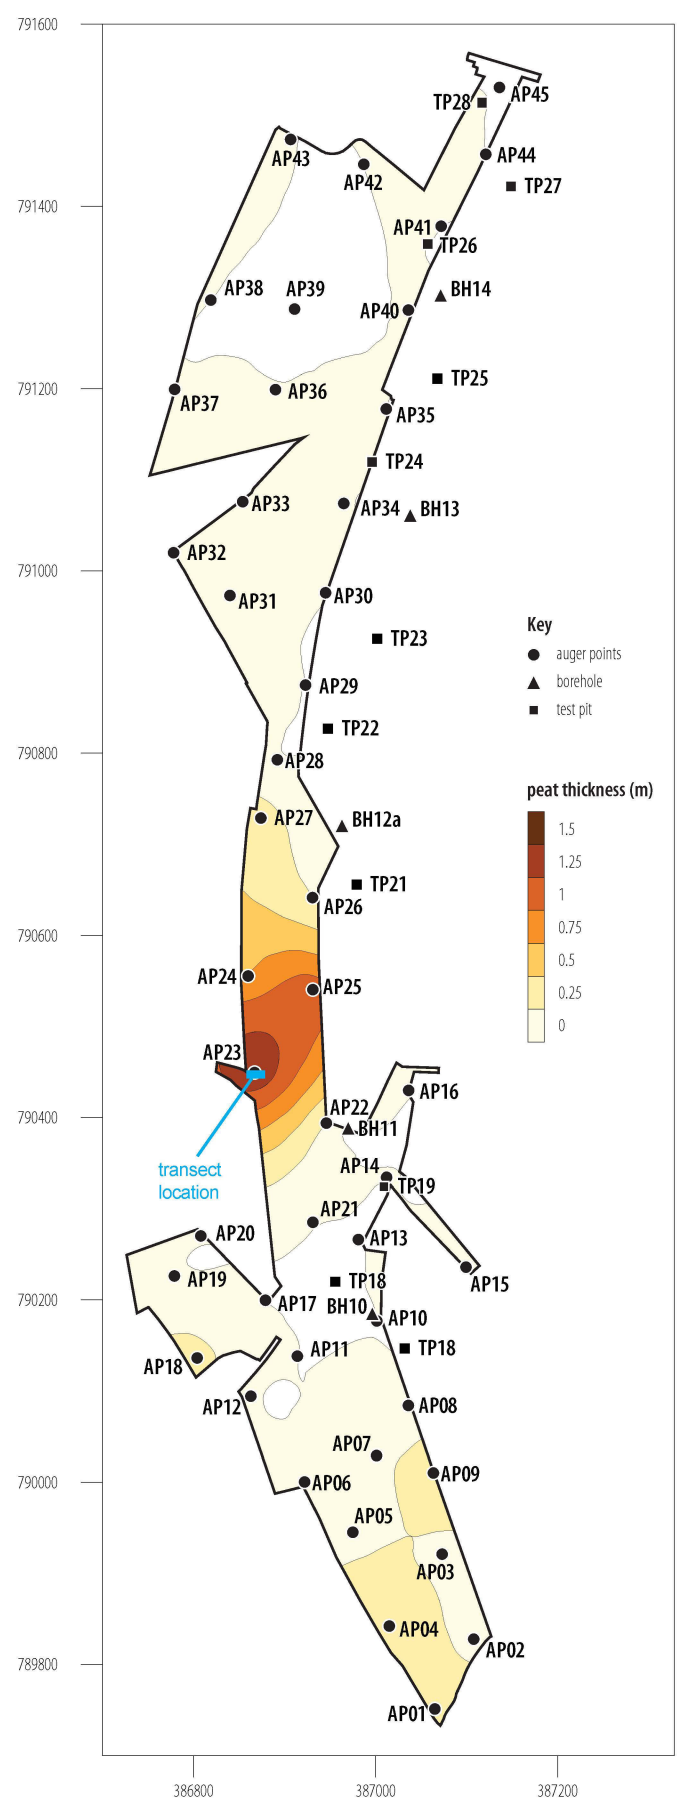 791600
AP45
TP28
AP43
AP44
AP42
TP27
791400
AP41
TP26
AP38
AP39
BH14
AP40
TP25
791200
AP36
AP37
AP35
TP24
AP33
AP34
BH13
AP32
791000
AP31
AP30
Key
TP23
auger points
borehole
AP29
test pit
TP22
790800
AP28
peat thickness (m)
AP27
BH12a
1.5
1.25
TP21
1
AP26
0.75
790600
0.5
AP24
AP25
0.25
0
AP23
AP16
AP22
790400
BH11
transect
location
AP14
TP19
AP21
AP20
AP13
AP19
TP18
AP15
790200
AP17
BH10
AP10
AP11
TP18
AP18
AP12
AP08
AP07
AP09
790000
AP06
AP05
AP03
AP04
AP02
789800
AP01
386800
387000
387200